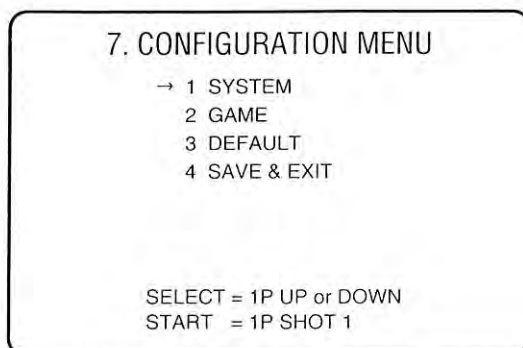 7. CONFIGURATION MENU
→ 1 SYSTEM
2 GAME
3 DEFAULT
4 SAVE & EXIT
SELECT = 1P UP or DOWN
START = 1P SHOT 1